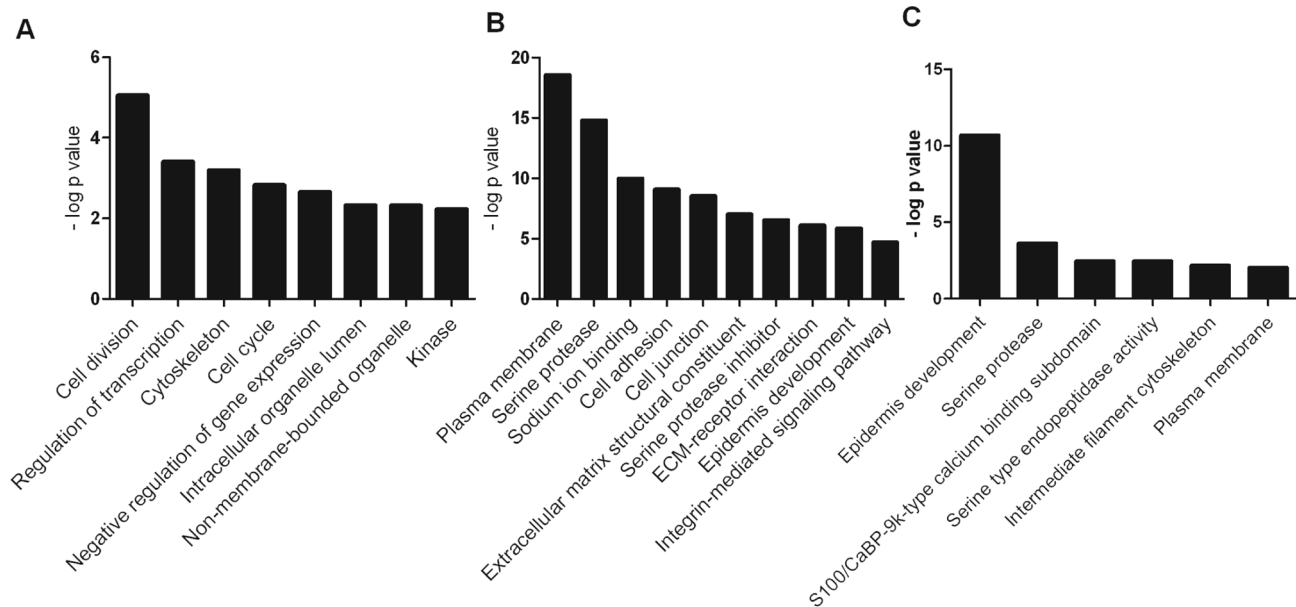 A
- log p value
6
4
2
0
Cell division
Regulation of transcription
Cytoskeleton
Cell cycle
Negative regulation of gene expression
Intracellular organelle lumen
Non-membrane-bounded organelle
Kinase
B
- log p value
20
15
10
5
0
Plasma membrane
Serine protease
Sodium ion binding
Cell adhesion
Cell junction
Extracellular matrix structural constituent
Serine protease inhibitor
ECM-receptor interaction
Epidermis development
Integrin-mediated signaling pathway
C
- log p value
15
10
5
0
Epidermis development
Serine protease
S100/CaBP-9k-type calcium binding subdomain
Serine type endopeptidase activity
Intermediate filament cytoskeleton
Plasma membrane